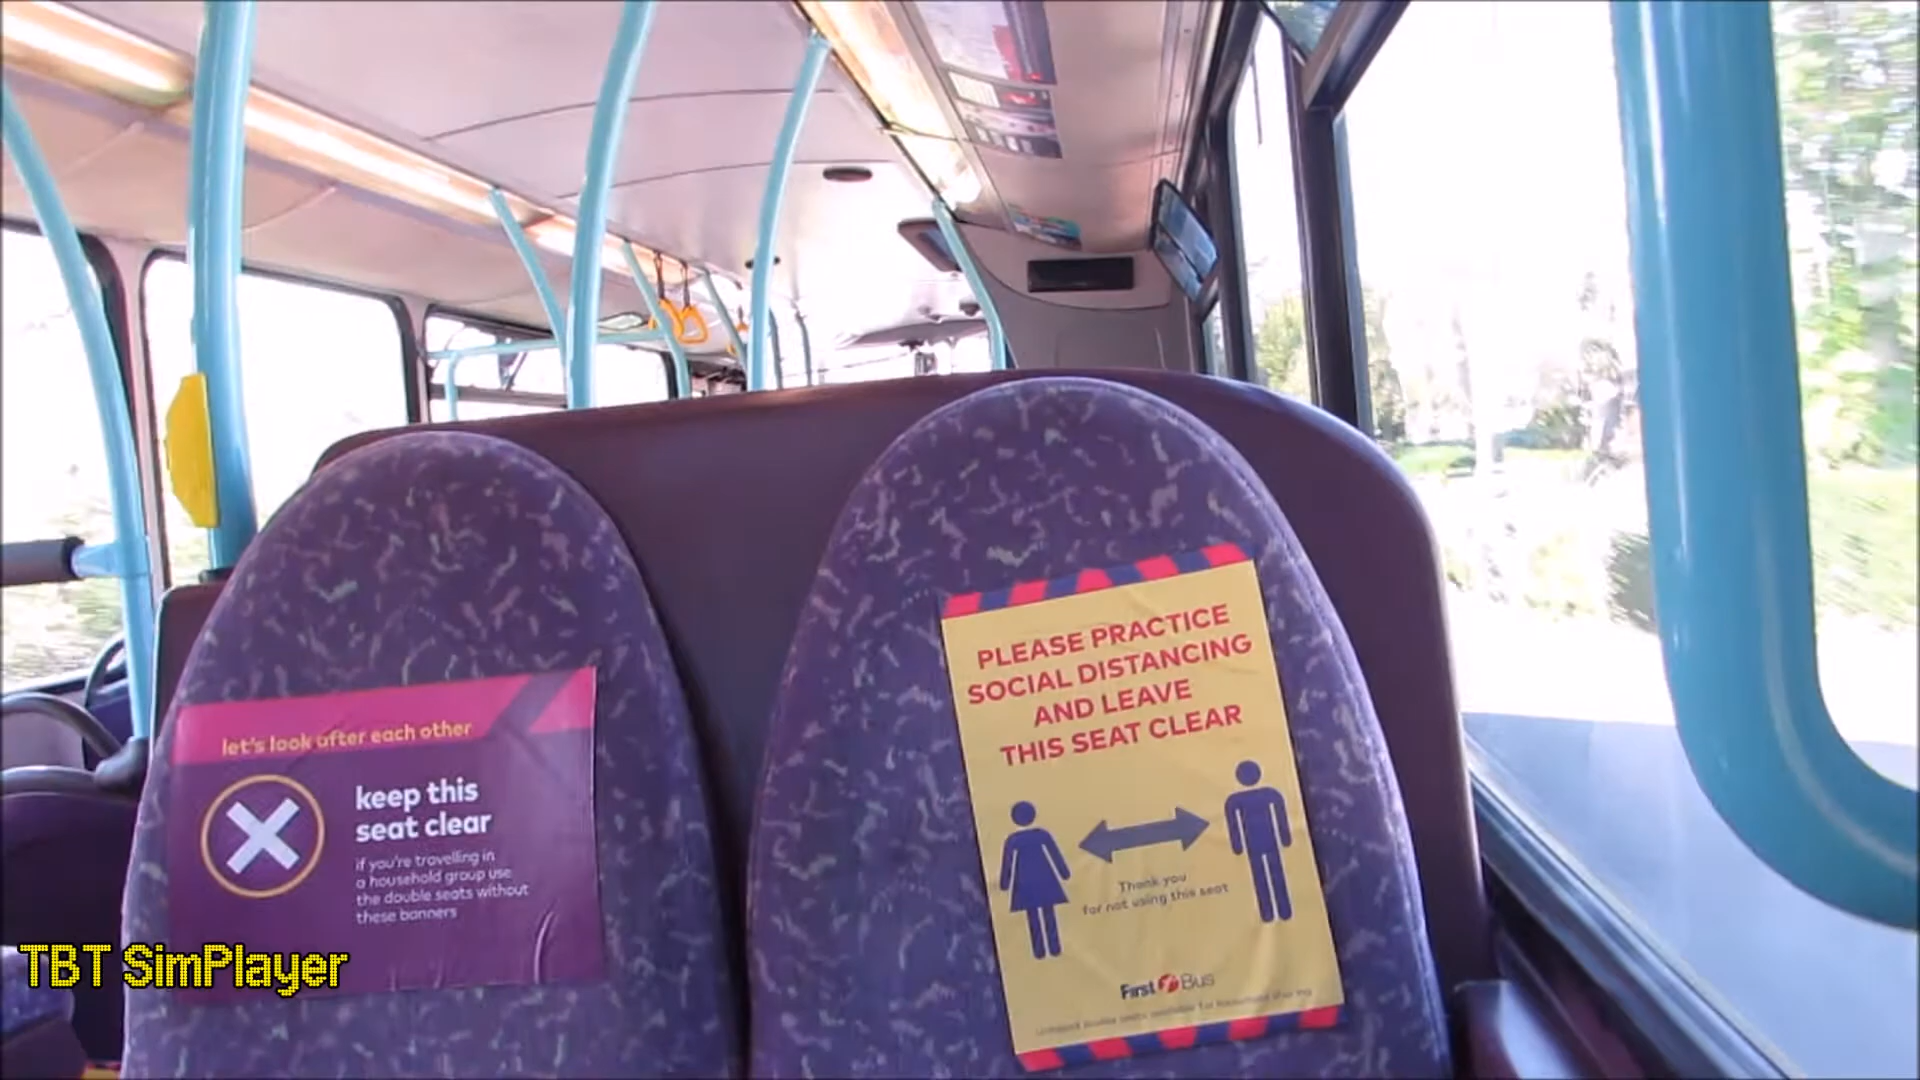 let's look after each other
keep this
seat clear
if you're travelling in
a household group use
the double seats without
these banners
PLEASE PRACTICE
SOCIAL DISTANCING
AND LEAVE
THIS SEAT CLEAR
Thank you
for not using this seat
First Bus
TBT SimPlayer